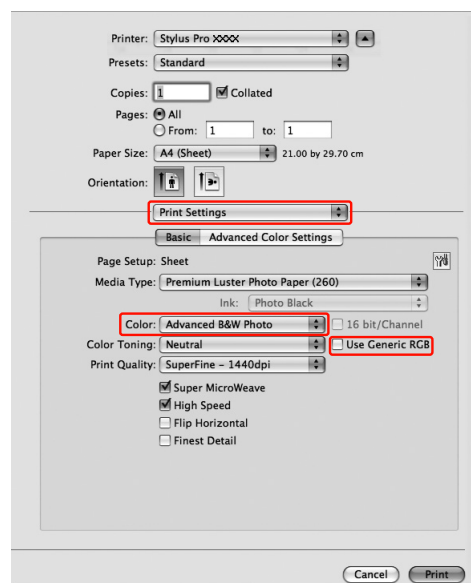 Printer: Stylus Pro XXXX
Presets: Standard
Copies: 1 Collated
Pages: All
From: 1 to: 1
Paper Size: A4 (Sheet) 21.00 by 29.70 cm
Orientation:
Print Settings
Basic Advanced Color Settings
Page Setup: Sheet
Media Type: Premium Luster Photo Paper (260)
Ink: Photo Black
Color: Advanced B&W Photo 16 bit/Channel
Color Toning: Neutral Use Generic RGB
Print Quality: SuperFine – 1440dpi
Super MicroWeave
High Speed
Flip Horizontal
Finest Detail
Cancel Print